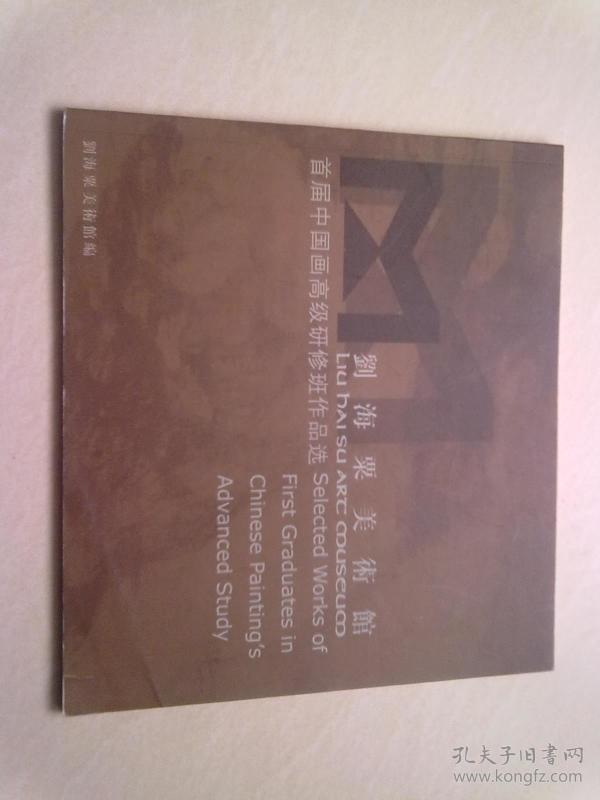 劉海粟美術館
LIU HAI SU ART MUSEUM
首届中国画高级研修班作品选 Selected Works of
First Graduates in
Chinese Painting's
Advanced Study
劉海粟美術館編
孔夫子旧書网
www.kongfz.com